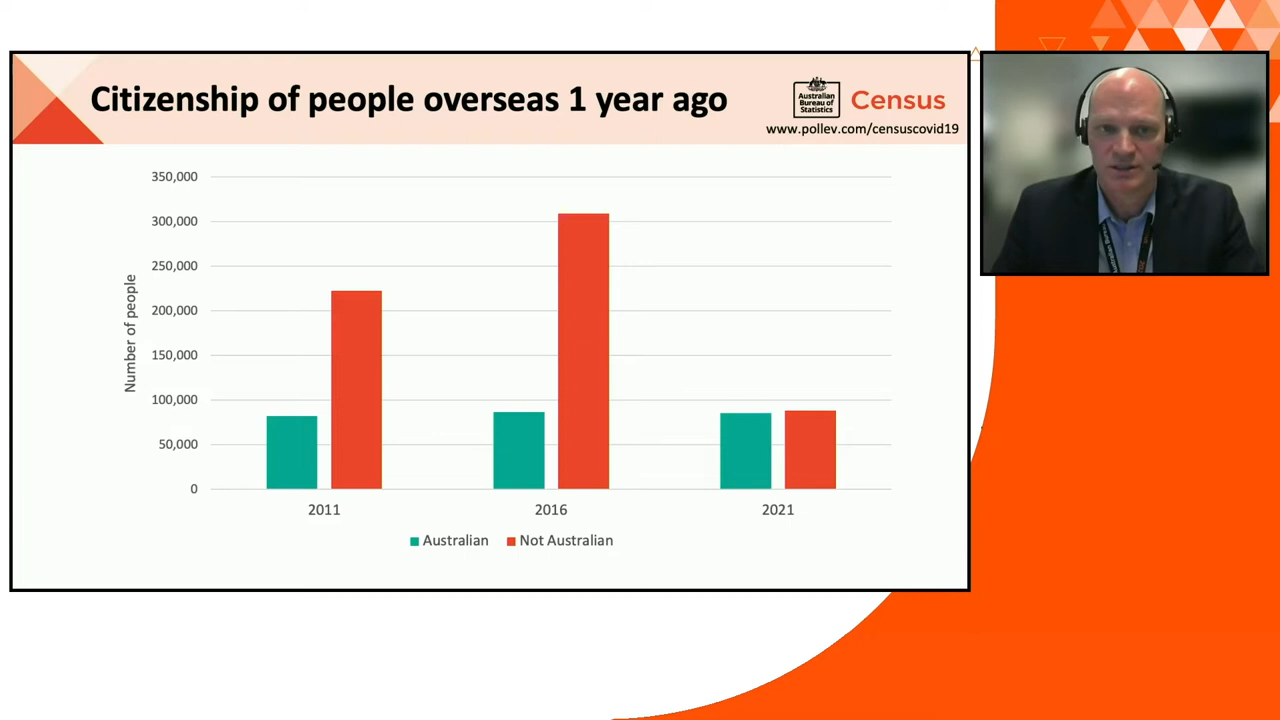 Citizenship of people overseas 1 year ago
Australian
Bureau of
Statistics
Census
www.pollev.com/censuscovid19
350,000
300,000
250,000
200,000
150,000
100,000
50,000
0
Number of people
2011
2016
2021
Australian
Not Australian